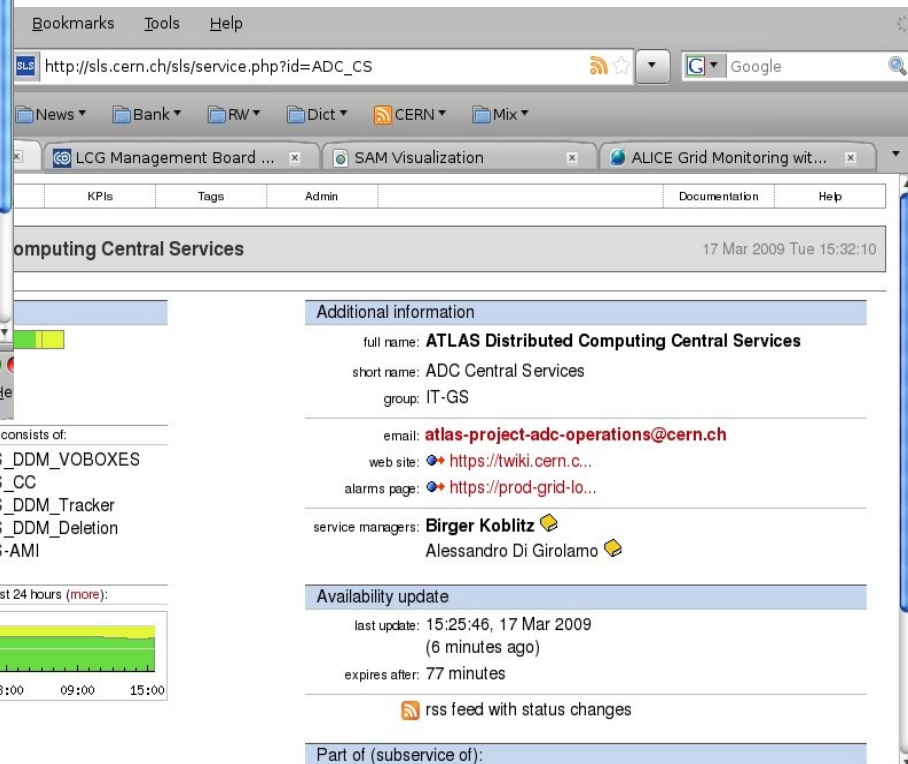 Bookmarks Tools Help
SLS http://sls.cern.ch/sls/service.php?id=ADC_CS G Google
News Bank RW Dict CERN Mix
LCG Management Board ... SAM Visualization ALICE Grid Monitoring wit...
KPIs Tags Admin Documentation Help
omputing Central Services 17 Mar 2009 Tue 15:32:10
Additional information
full name: ATLAS Distributed Computing Central Services
short name: ADC Central Services
group: IT-GS
He
consists of:
S_DDM_VOBOXES
S_CC
S_DDM_Tracker
S_DDM_Deletion
S-AMI
email: atlas-project-adc-operations@cern.ch
web site: https://twiki.cern.c...
alarms page: https://prod-grid-lo...
service managers: Birger Koblitz
Alessandro Di Girolamo
st 24 hours (more):
3:00 09:00 15:00
Availability update
last update: 15:25:46, 17 Mar 2009
(6 minutes ago)
expires after: 77 minutes
rss feed with status changes
Part of (subservice of):